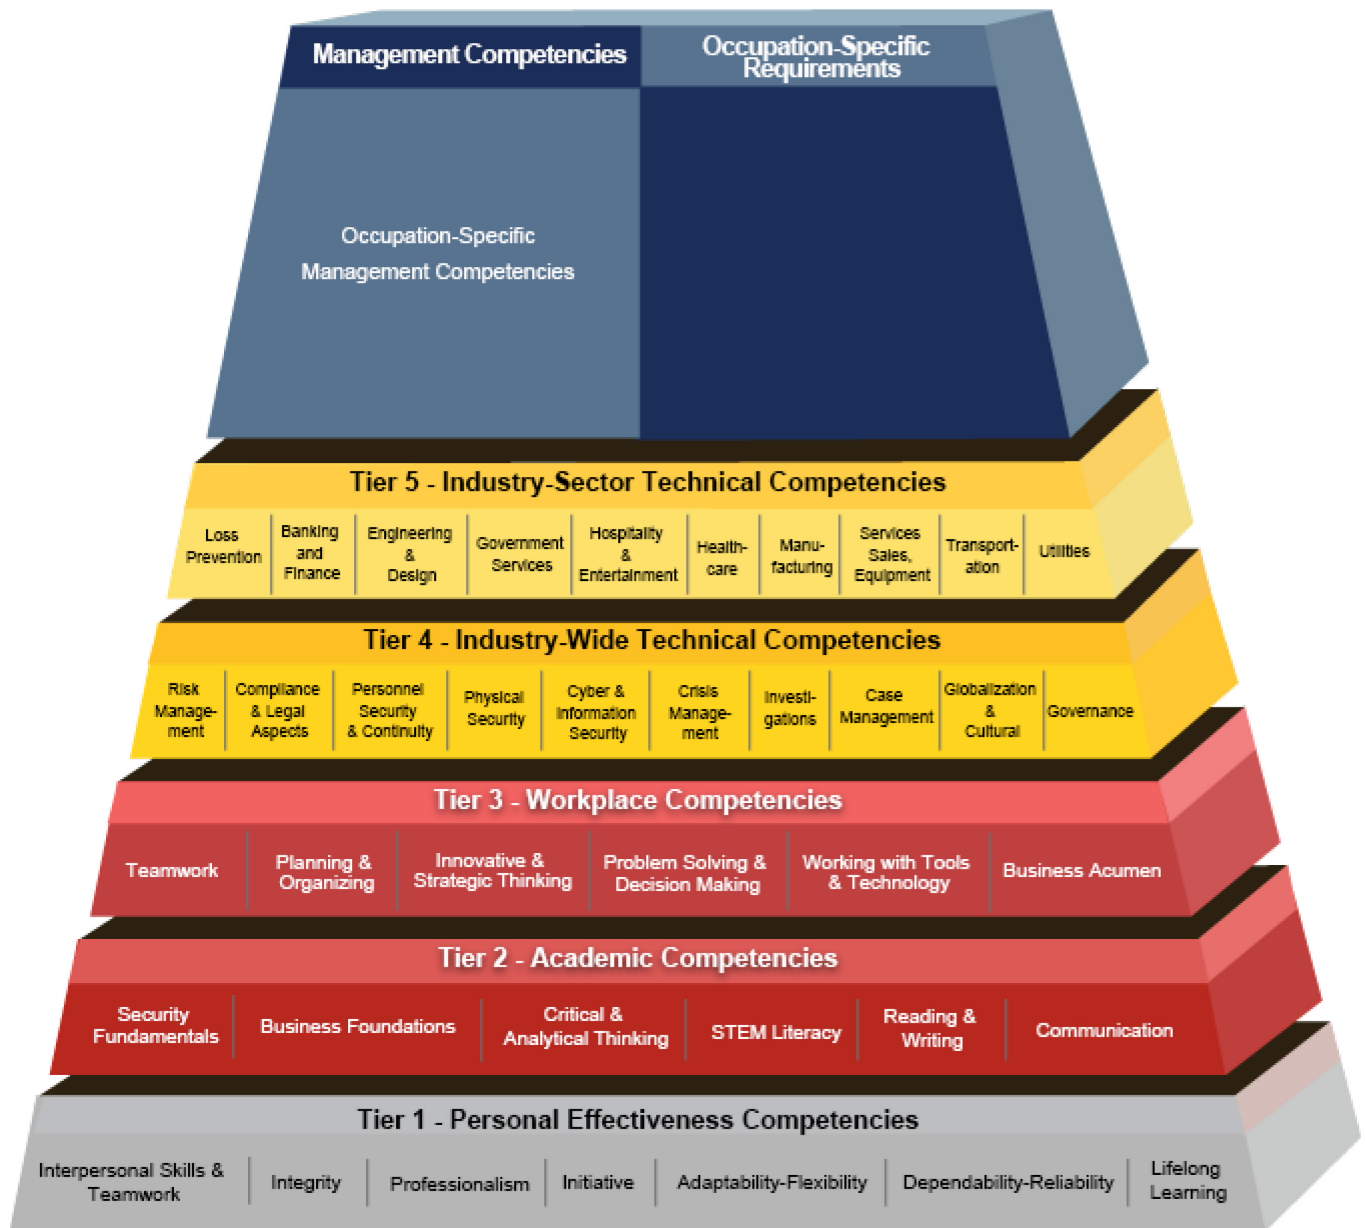 Management Competencies
Occupation-Specific
Requirements
Occupation-Specific
Management Competencies
Tier 5 - Industry-Sector Technical Competencies
Loss
Prevention
Banking
and
Finance
Engineering
&
Design
Government
Services
Hospitality
&
Entertainment
Health-
care
Manu-
facturing
Services
Sales,
Equipment
Transport-
ation
Utilities
Tier 4 - Industry-Wide Technical Competencies
Risk
Manage-
ment
Compliance
& Legal
Aspects
Personnel
Security
& Continuity
Physical
Security
Cyber &
Information
Security
Crisis
Manage-
ment
Investi-
gations
Case
Management
Globalization
&
Cultural
Governance
Tier 3 - Workplace Competencies
Teamwork
Planning &
Organizing
Innovative &
Strategic Thinking
Problem Solving &
Decision Making
Working with Tools
& Technology
Business Acumen
Tier 2 - Academic Competencies
Security
Fundamentals
Business Foundations
Critical &
Analytical Thinking
STEM Literacy
Reading &
Writing
Communication
Tier 1 - Personal Effectiveness Competencies
Interpersonal Skills &
Teamwork
Integrity
Professionalism
Initiative
Adaptability-Flexibility
Dependability-Reliability
Lifelong
Learning